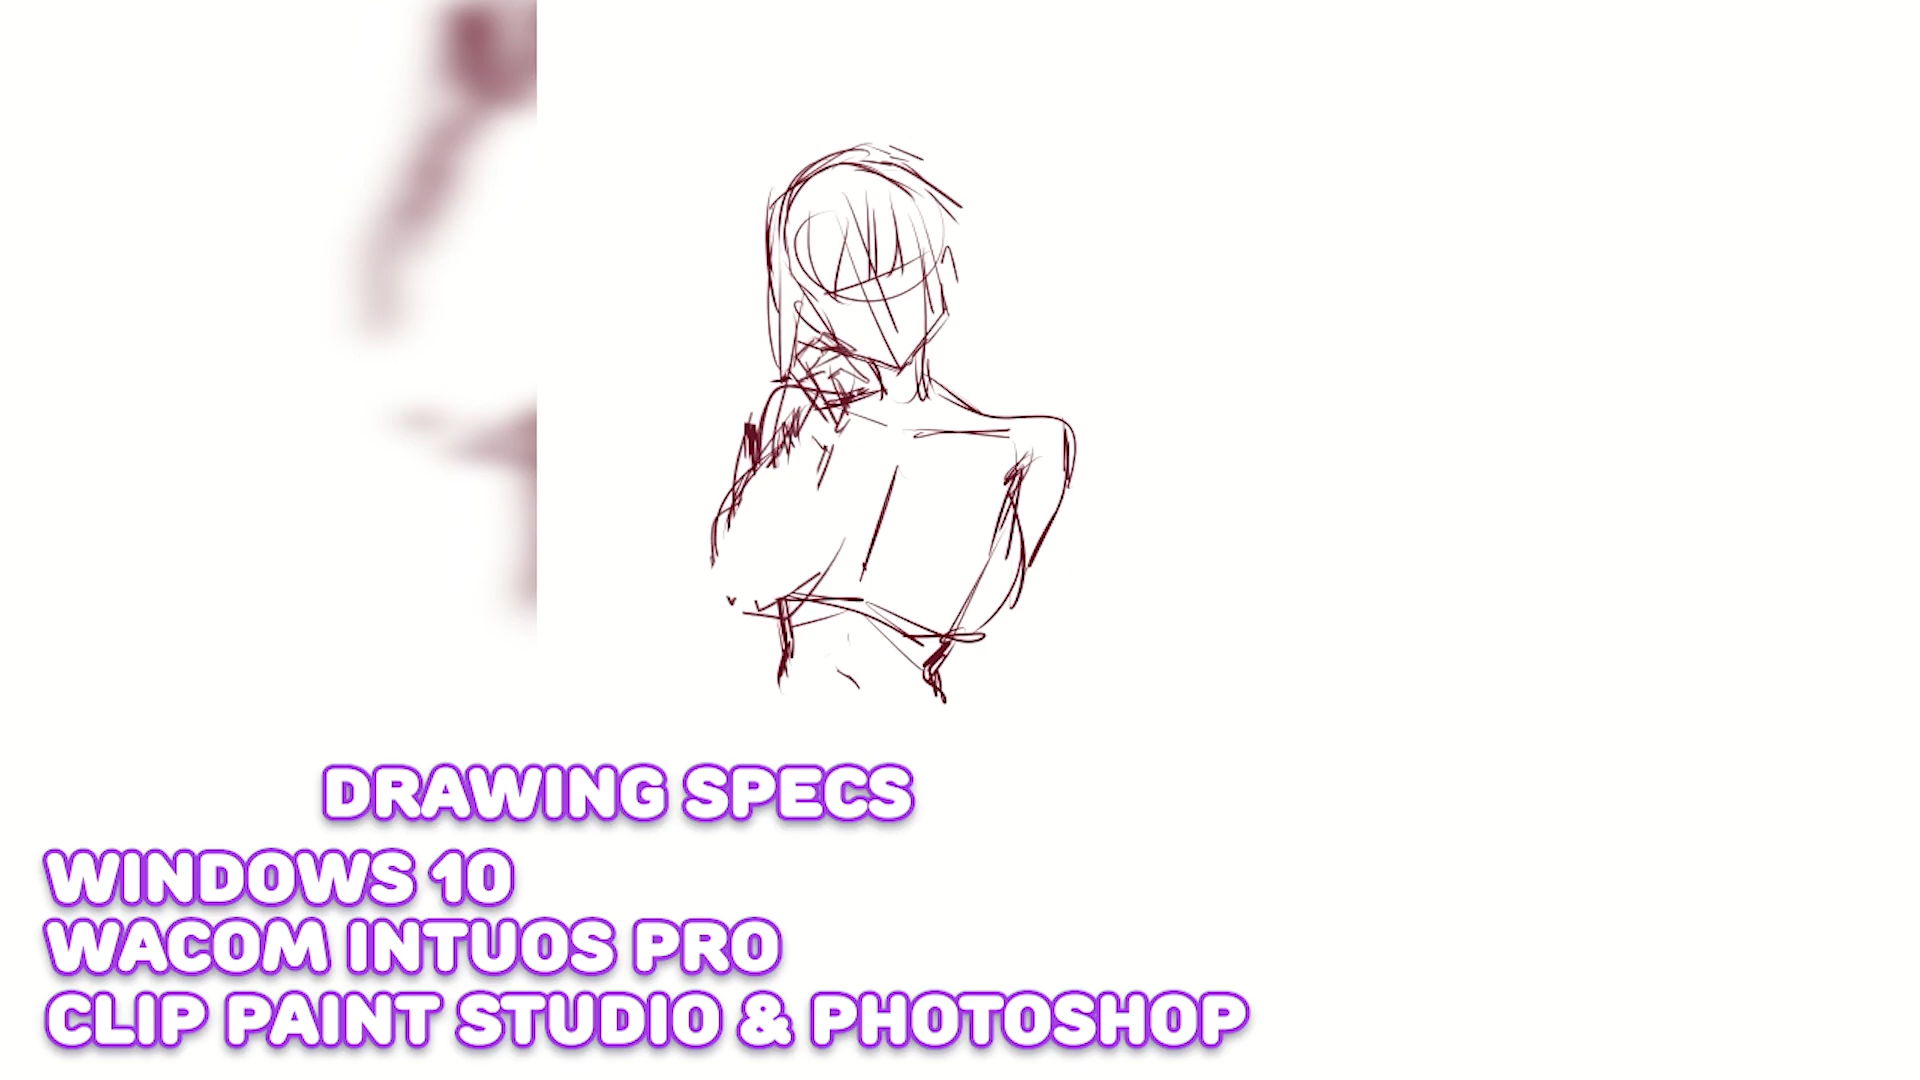 DRAWING SPECS
WINDOWS 10
WACOM INTUOS PRO
CLIP PAINT STUDIO & PHOTOSHOP